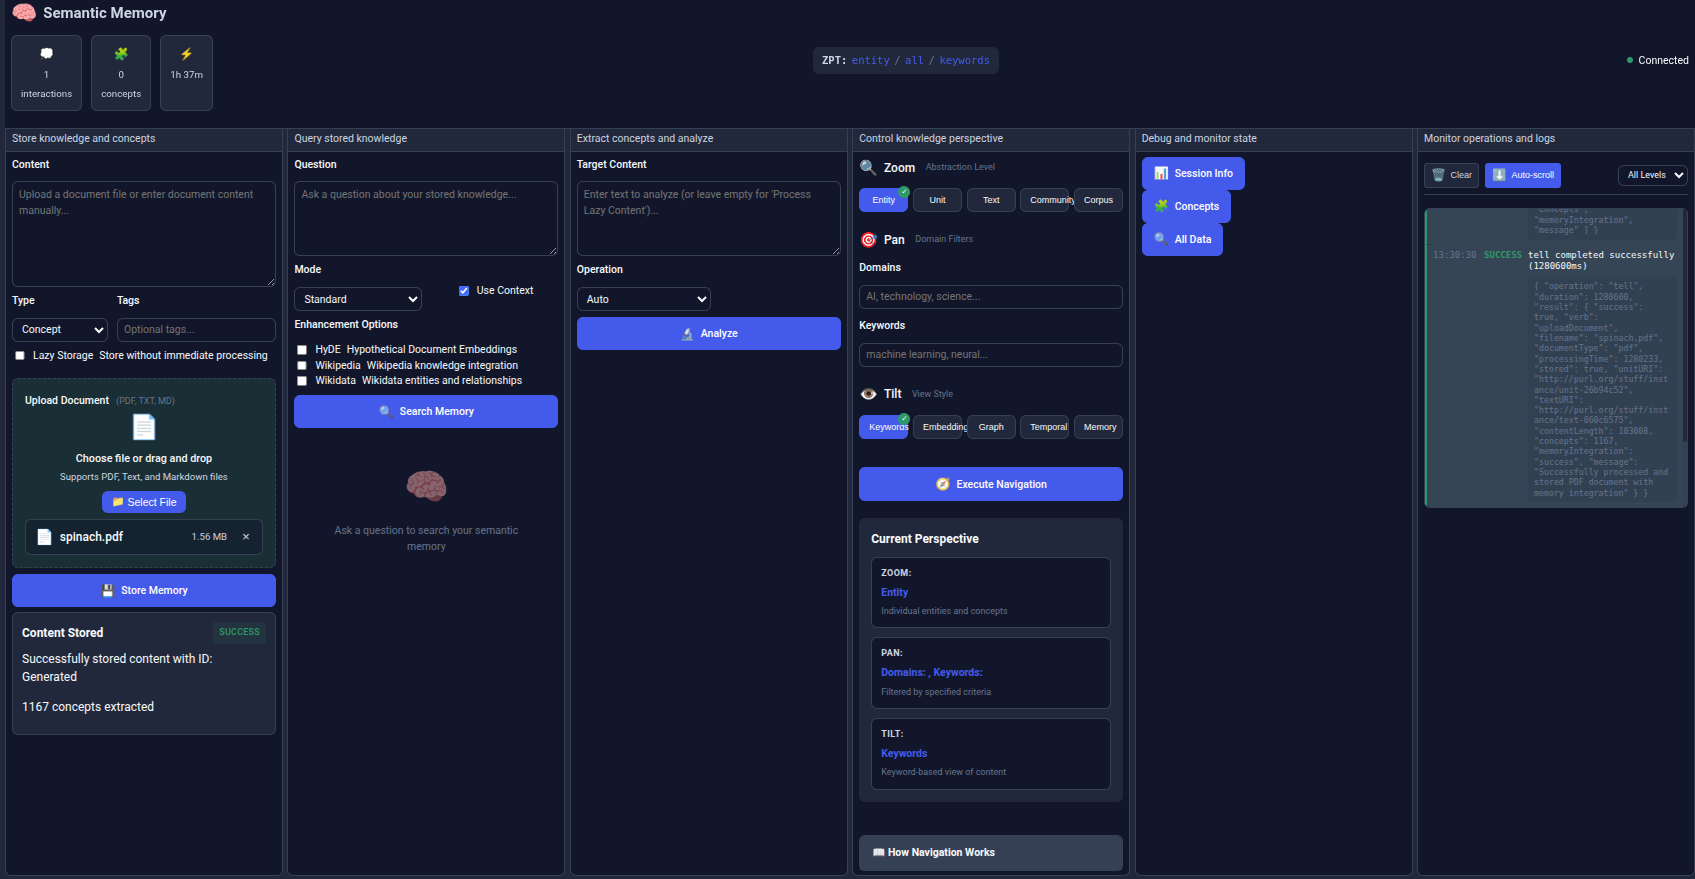 Semantic Memory
1
interactions
0
concepts
1h 37m
ZPT: entity / all / keywords
Connected
Store knowledge and concepts
Content
Upload a document file or enter document content
manually...
Type
Tags
Concept
Optional tags...
Lazy Storage Store without immediate processing
Upload Document (PDF, TXT, MD)
Choose file or drag and drop
Supports PDF, Text, and Markdown files
Select File
spinach.pdf 1.56 MB ×
Store Memory
Content Stored SUCCESS
Successfully stored content with ID:
Generated
1167 concepts extracted
Query stored knowledge
Question
Ask a question about your stored knowledge...
Mode
Standard
Use Context
Enhancement Options
HyDE Hypothetical Document Embeddings
Wikipedia Wikipedia knowledge integration
Wikidata Wikidata entities and relationships
Search Memory
Ask a question to search your semantic
memory
Extract concepts and analyze
Target Content
Enter text to analyze (or leave empty for 'Process
Lazy Content')...
Operation
Auto
Analyze
Control knowledge perspective
Zoom Abstraction Level
Entity Unit Text Community Corpus
Pan Domain Filters
Domains
AI, technology, science...
Keywords
machine learning, neural...
Tilt View Style
Keywords Embedding Graph Temporal Memory
Execute Navigation
Current Perspective
ZOOM:
Entity
Individual entities and concepts
PAN:
Domains: , Keywords:
Filtered by specified criteria
TILT:
Keywords
Keyword-based view of content
How Navigation Works
Debug and monitor state
Session Info
Concepts
All Data
Monitor operations and logs
Clear
Auto-scroll
All Levels
"concepts",
"memoryIntegration",
"message" ] }
13:30:30 SUCCESS tell completed successfully
(1280600ms)
{ "operation": "tell",
"duration": 1280600,
"result": { "success":
true, "verb":
"uploadDocument",
"filename": "spinach.pdf",
"documentType": "pdf",
"processingTime": 1280233,
"stored": true, "unitURI":
"http://purl.org/stuff/inst
ance/unit-26b94c52",
"textURI":
"http://purl.org/stuff/inst
ance/text-060c6575",
"contentLength": 103008,
"concepts": 1167,
"memoryIntegration":
"success", "message":
"Successfully processed and
stored PDF document with
memory integration" } }